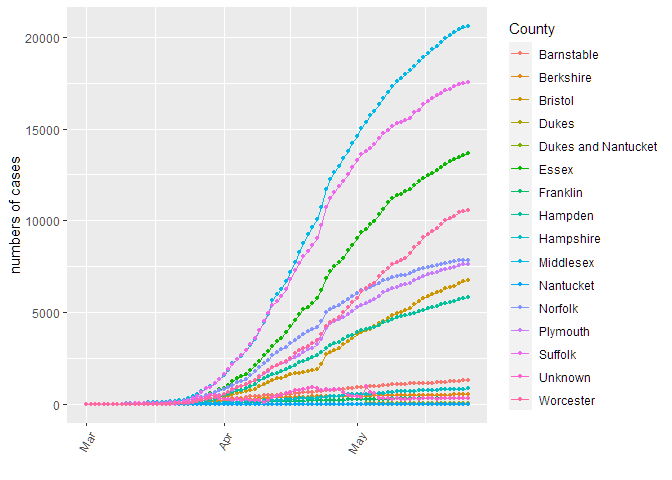 numbers of cases
20000
15000
10000
5000
0
Mar
Apr
May
County
Barnstable
Berkshire
Bristol
Dukes
Dukes and Nantucket
Essex
Franklin
Hampden
Hampshire
Middlesex
Nantucket
Norfolk
Plymouth
Suffolk
Unknown
Worcester